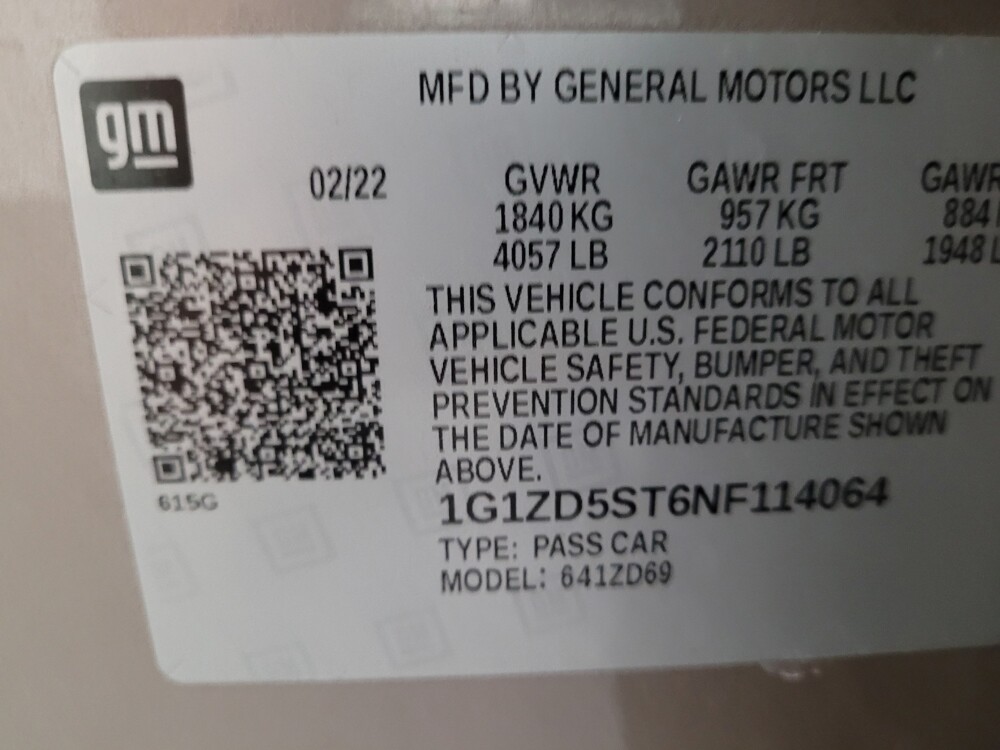 gm
MFD BY GENERAL MOTORS LLC
02/22 GVWR GAWR FRT GAWR
1840 KG 957 KG 884
4057 LB 2110 LB 1948 L
THIS VEHICLE CONFORMS TO ALL
APPLICABLE U.S. FEDERAL MOTOR
VEHICLE SAFETY, BUMPER, AND THEFT
PREVENTION STANDARDS IN EFFECT ON
THE DATE OF MANUFACTURE SHOWN
ABOVE.
615G
1G1ZD5ST6NF114064
TYPE: PASS CAR
MODEL: 641ZD69